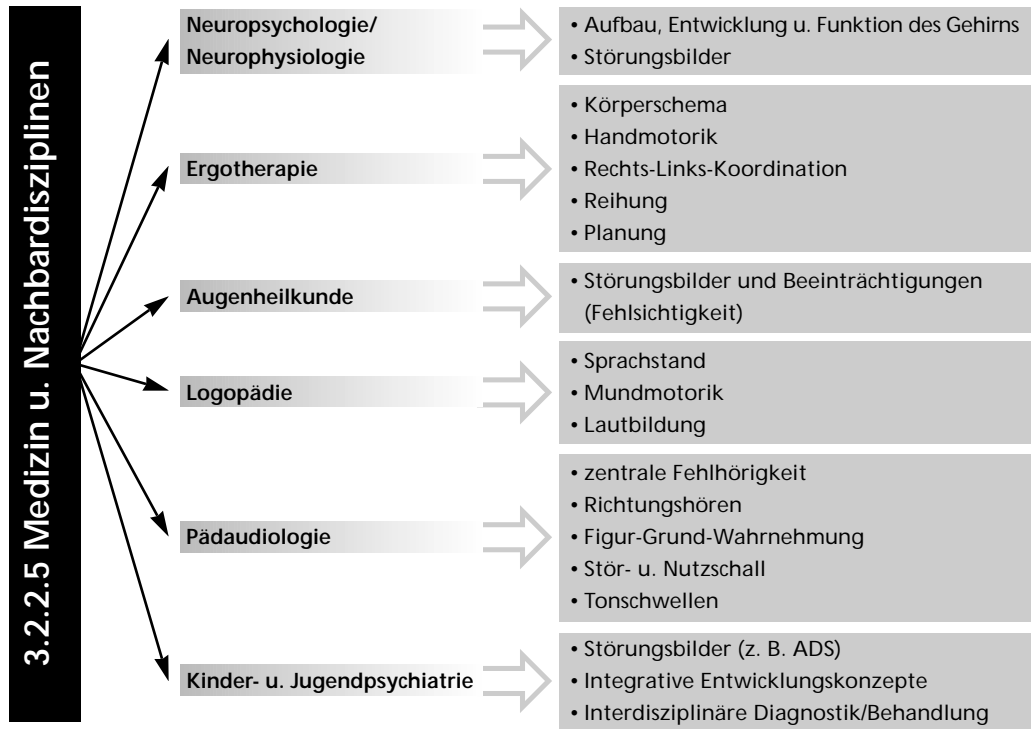 3.2.2.5 Medizin u. Nachbardisziplinen
Neuropsychologie/
Neurophysiologie
• Aufbau, Entwicklung u. Funktion des Gehirns
• Störungsbilder
Ergotherapie
• Körperschema
• Handmotorik
• Rechts-Links-Koordination
• Reihung
• Planung
Augenheilkunde
• Störungsbilder und Beeinträchtigungen
(Fehlsichtigkeit)
Logopädie
• Sprachstand
• Mundmotorik
• Lautbildung
Pädaudiologie
• zentrale Fehlhörigkeit
• Richtungshören
• Figur-Grund-Wahrnehmung
• Stör- u. Nutzschall
• Tonschwellen
Kinder- u. Jugendpsychiatrie
• Störungsbilder (z. B. ADS)
• Integrative Entwicklungskonzepte
• Interdisziplinäre Diagnostik/Behandlung